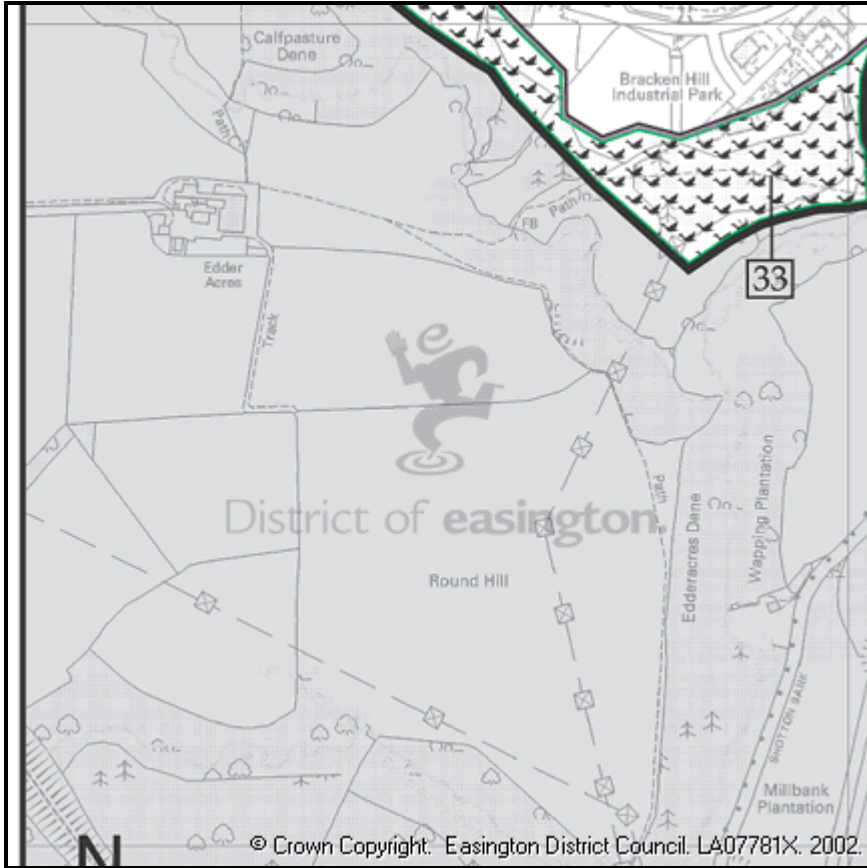 Calfpasture
Dene
Bracken Hill
Industrial Park
Path
Path
FB
33
Edder
Acres
Track
District of easington
Path
Edderacres Dene
Wapping Plantation
Round Hill
SHOTTON BANK
Millbank
Plantation
N
© Crown Copyright. Easington District Council. LA07781X. 2002.